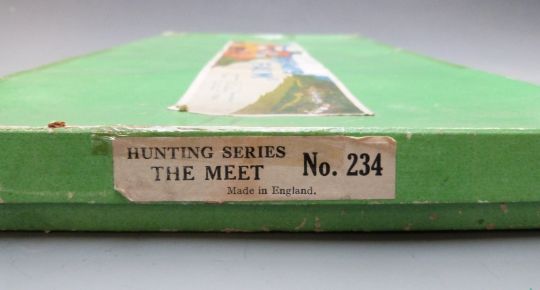 HUNTING SERIES
THE MEET
No. 234
Made in England.